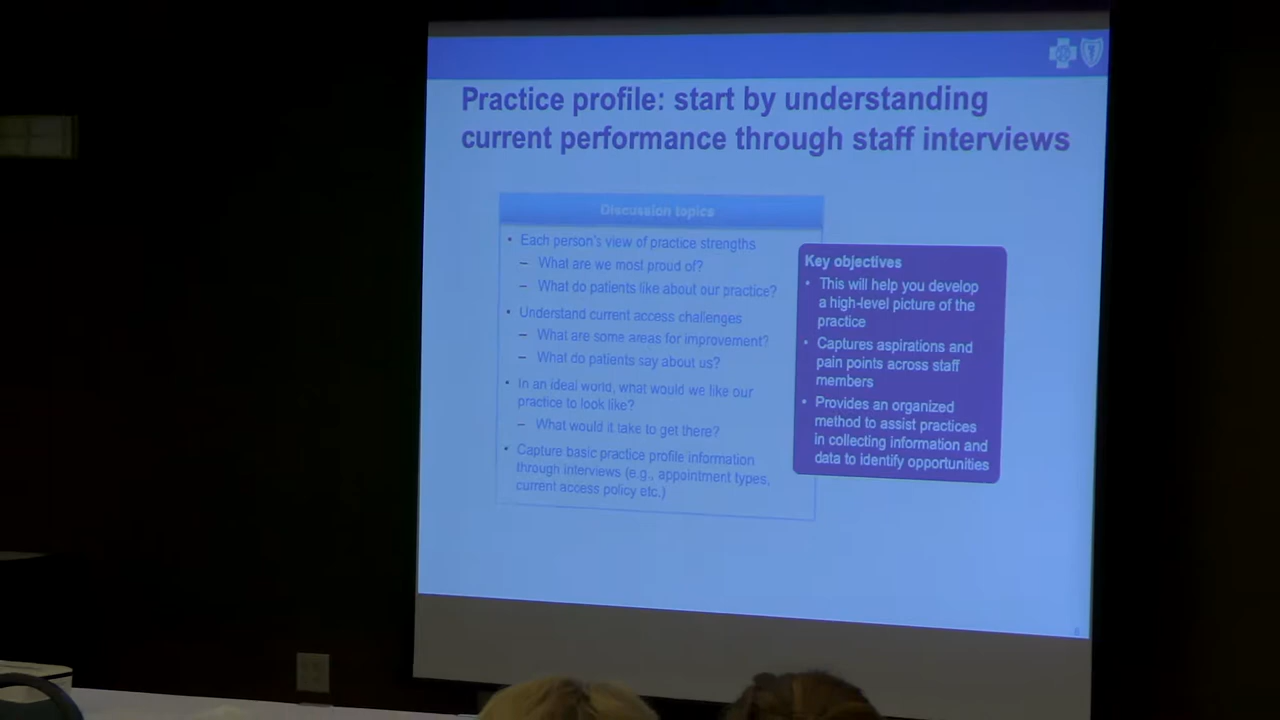 Practice profile: start by understanding
current performance through staff interviews
Discussion topics
• Each person's view of practice strengths
– What are we most proud of?
– What do patients like about our practice?
• Understand current access challenges
– What are some areas for improvement?
– What do patients say about us?
• In an ideal world, what would we like our
practice to look like?
– What would it take to get there?
• Capture basic practice profile information
through interviews (e.g., appointment types,
current access policy etc.)
Key objectives
• This will help you develop
a high-level picture of the
practice
• Captures aspirations and
pain points across staff
members
• Provides an organized
method to assist practices
in collecting information and
data to identify opportunities